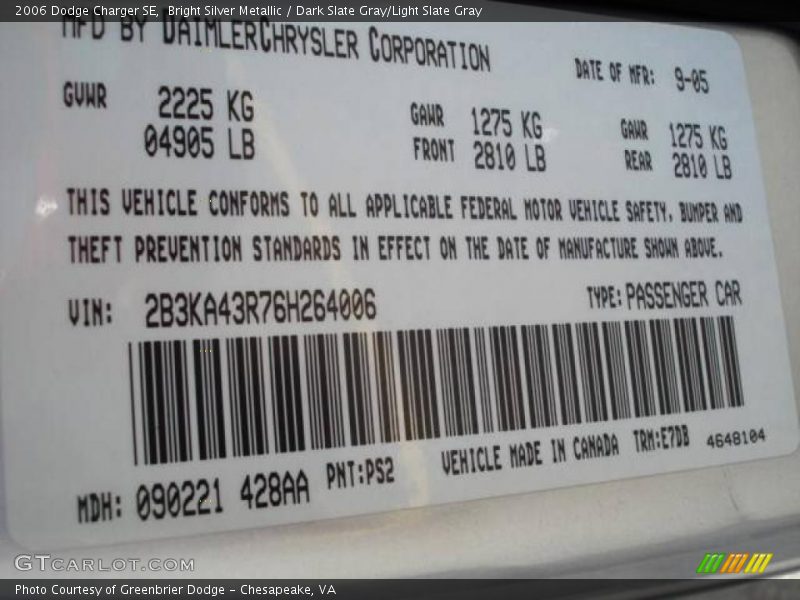 2006 Dodge Charger SE, Bright Silver Metallic / Dark Slate Gray/Light Slate Gray
MFD BY DAIMLERCHRYSLER CORPORATION
DATE OF MFR: 9-05
GVWR 2225 KG GAWR 1275 KG GAWR 1275 KG
04905 LB FRONT 2810 LB REAR 2810 LB
THIS VEHICLE CONFORMS TO ALL APPLICABLE FEDERAL MOTOR VEHICLE SAFETY, BUMPER AND
THEFT PREVENTION STANDARDS IN EFFECT ON THE DATE OF MANUFACTURE SHOWN ABOVE.
VIN: 2B3KA43R76H264006 TYPE: PASSENGER CAR
MDH: 090221 428AA PNT:PS2 VEHICLE MADE IN CANADA TRM:E7DB 4648104
GTCARLOT.COM
Photo Courtesy of Greenbrier Dodge - Chesapeake, VA